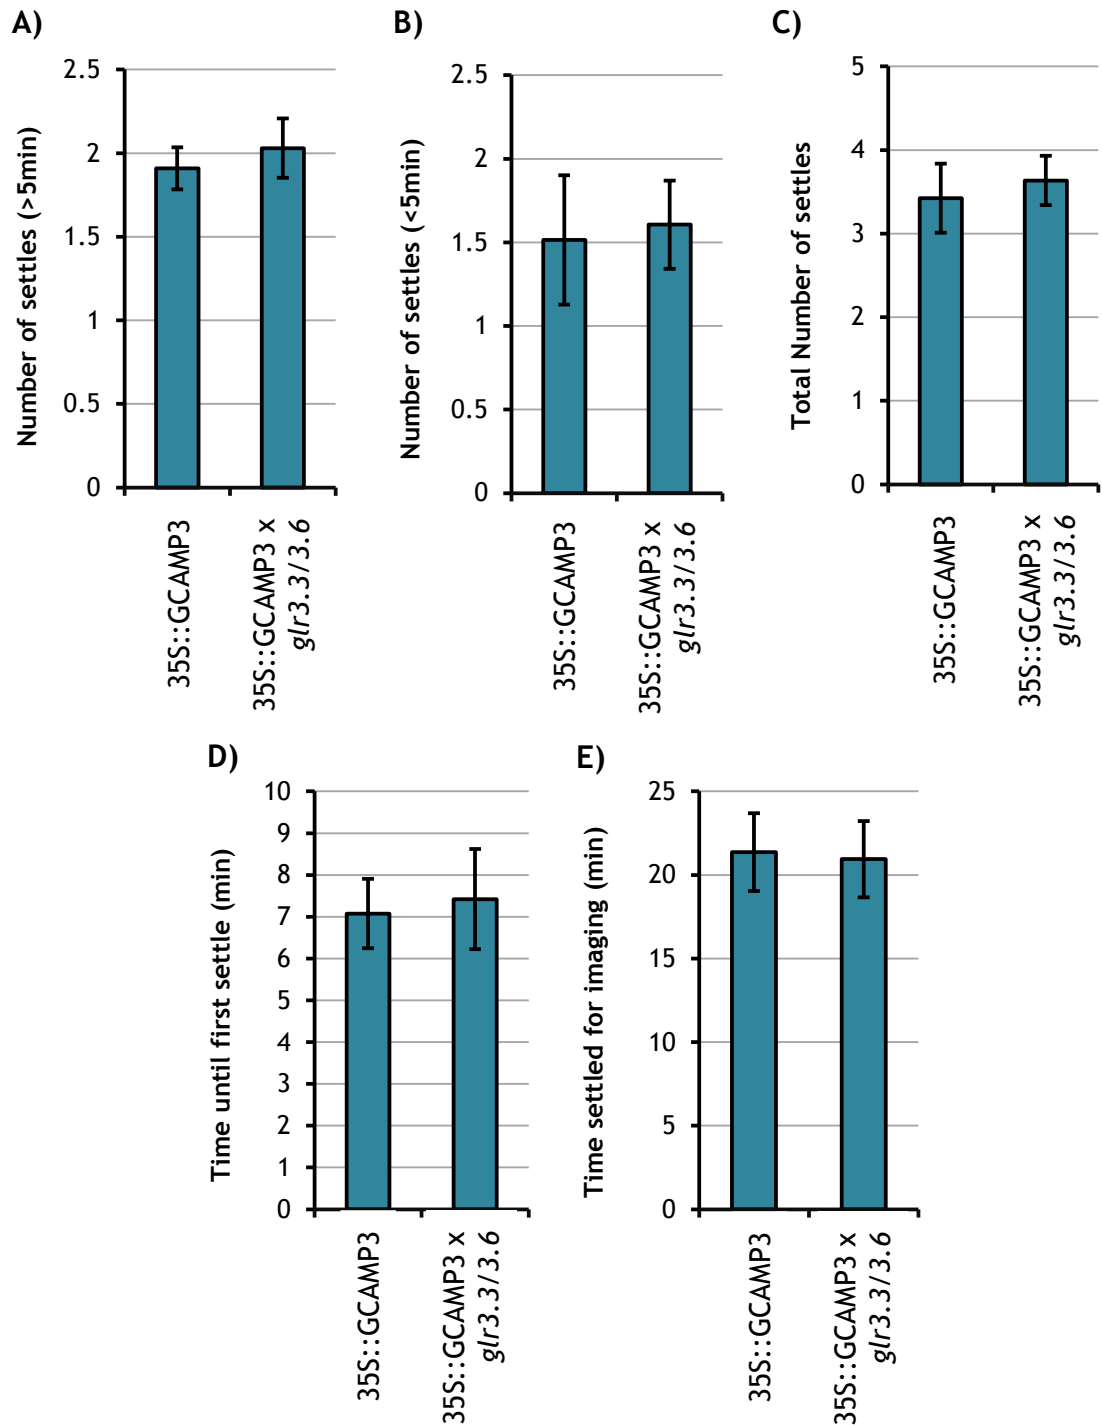 A)
Number of settles (>5min)
2.5
2
1.5
1
0.5
0
35S::GCAMP3
35S::GCAMP3 x
glr3.3/3.6
B)
Number of settles (<5min)
2.5
2
1.5
1
0.5
0
35S::GCAMP3
35S::GCAMP3 x
glr3.3/3.6
C)
Total Number of settles
5
4
3
2
1
0
35S::GCAMP3
35S::GCAMP3 x
glr3.3/3.6
D)
Time until first settle (min)
10
9
8
7
6
5
4
3
2
1
0
35S::GCAMP3
35S::GCAMP3 x
glr3.3/3.6
E)
Time settled for imaging (min)
25
20
15
10
5
0
35S::GCAMP3
35S::GCAMP3 x
glr3.3/3.6